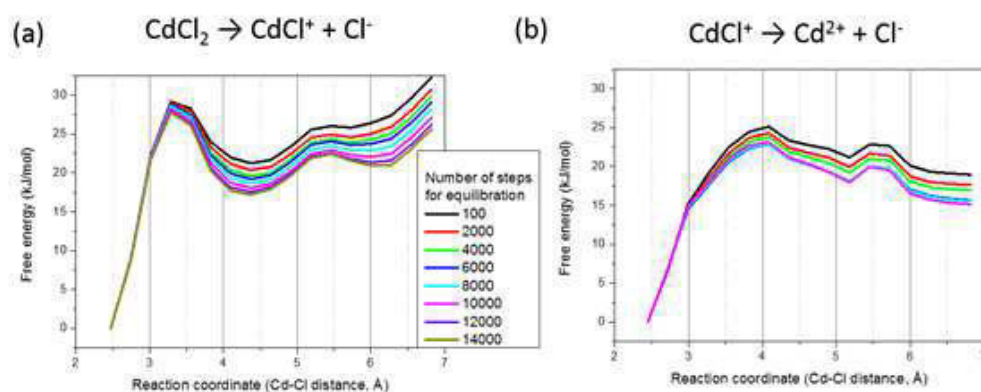 (a)
CdCl₂ → CdCl⁺ + Cl⁻
Free energy (kJ/mol)
30
25
20
15
10
5
0
2 3 4 5 6 7
Reaction coordinate (Cd-Cl distance, Å)
Number of steps
for equilibration
100
2000
4000
6000
8000
10000
12000
14000
(b)
CdCl⁺ → Cd²⁺ + Cl⁻
Free energy (kJ/mol)
30
25
20
15
10
5
0
2 3 4 5 6
Reaction coordinate (Cd-Cl distance, Å)